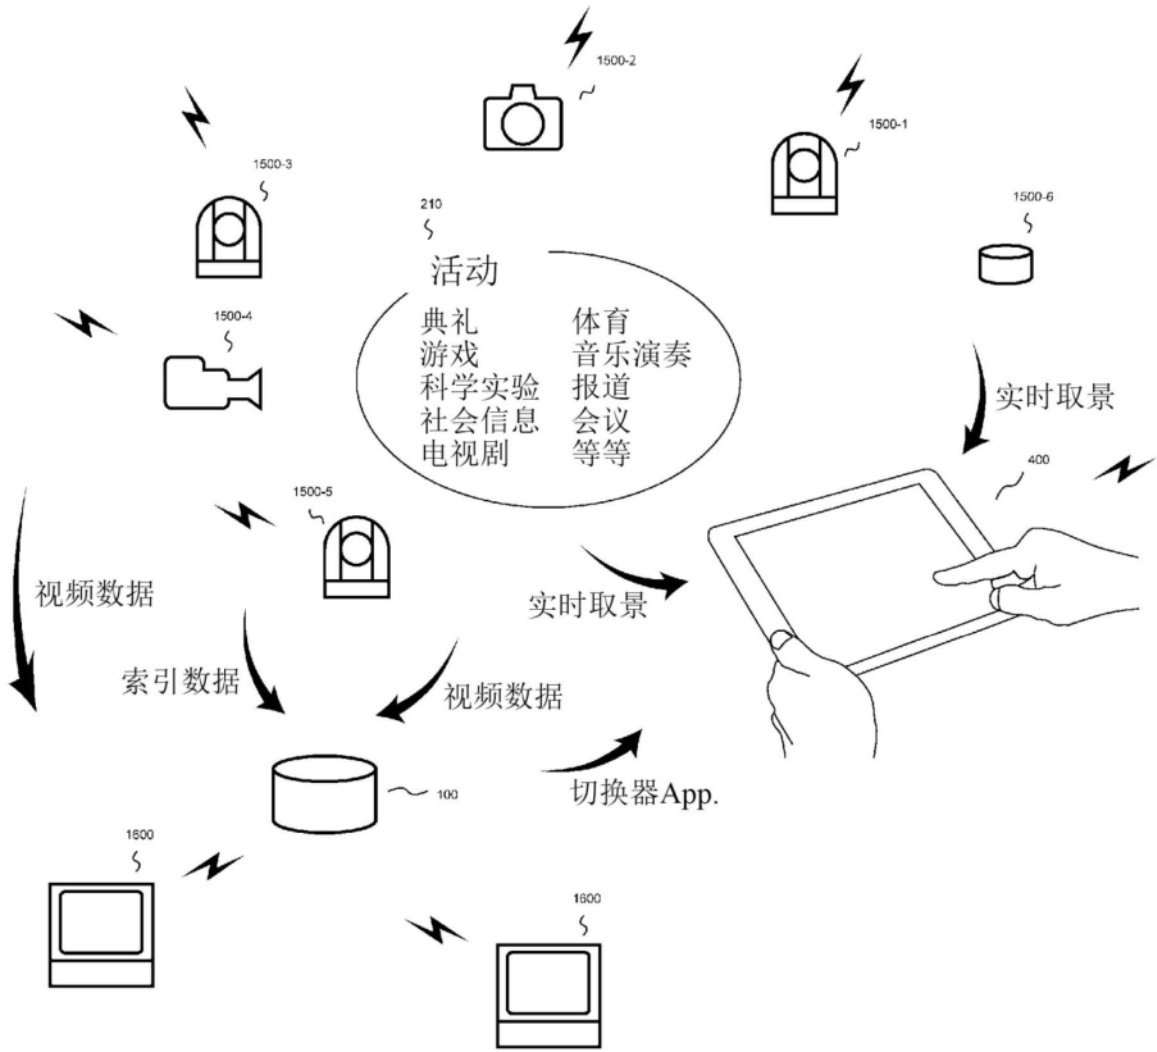 1500-2
1500-1
1500-3
1500-6
210
活动
典礼 体育
游戏 音乐演奏
科学实验 报道
社会信息 会议
电视剧 等等
1500-4
实时取景
400
1500-5
视频数据
实时取景
索引数据
视频数据
切换器App.
100
1600
1600